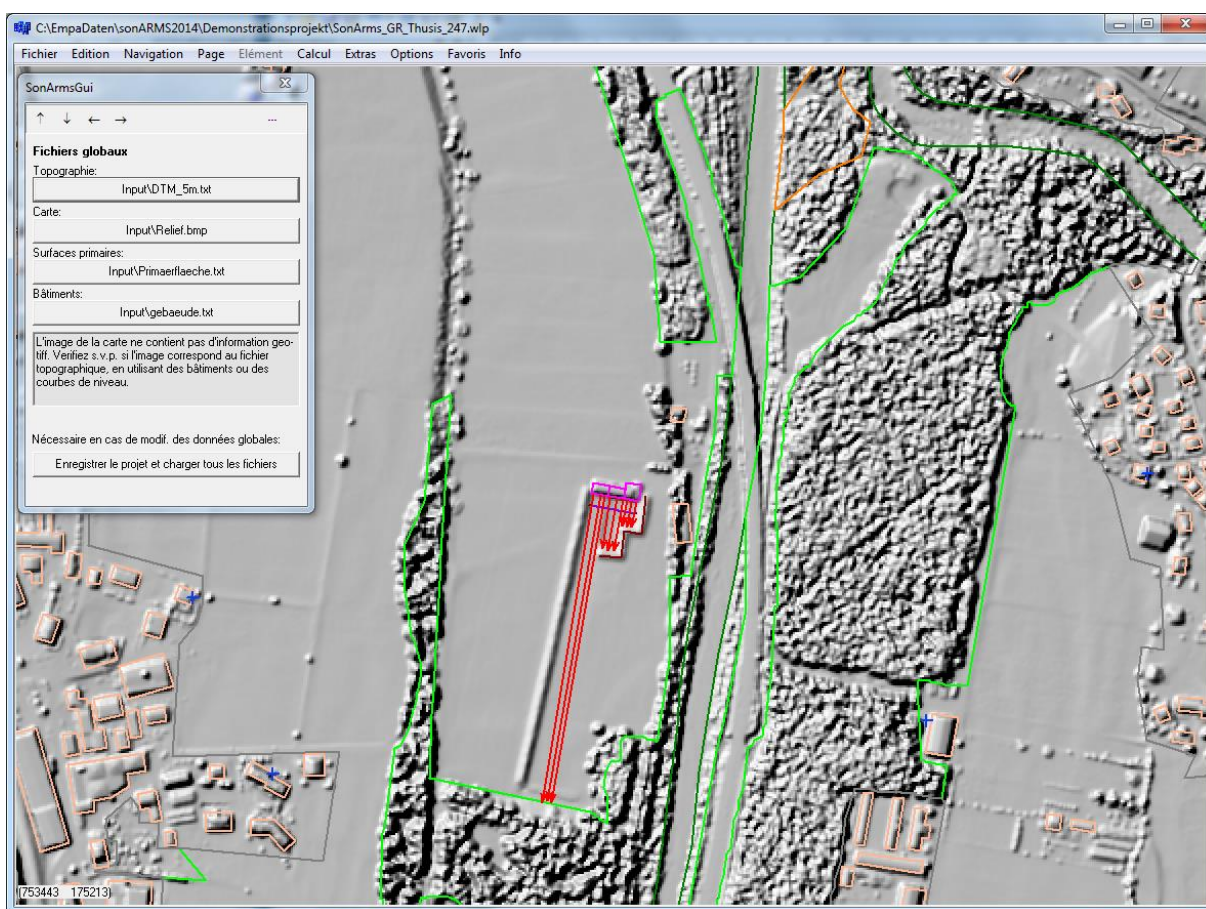 C:\EmpaDaten\sonARMS2014\Demonstrationsprojekt\SonArms_GR_Thusis_247.wlp
Fichier Edition Navigation Page Elément Calcul Extras Options Favoris Info
SonArmsGui
Fichiers globaux
Topographie:
Input\DTM_5m.txt
Carte:
Input\Relief.bmp
Surfaces primaires:
Input\Primaerflaeche.txt
Bâtiments:
Input\gebaeude.txt
L'image de la carte ne contient pas d'information geo-
tiff. Verifiez s.v.p. si l'image correspond au fichier
topographique, en utilisant des bâtiments ou des
courbes de niveau.
Nécessaire en cas de modif. des données globales:
Enregistrer le projet et charger tous les fichiers
(753443 175213)